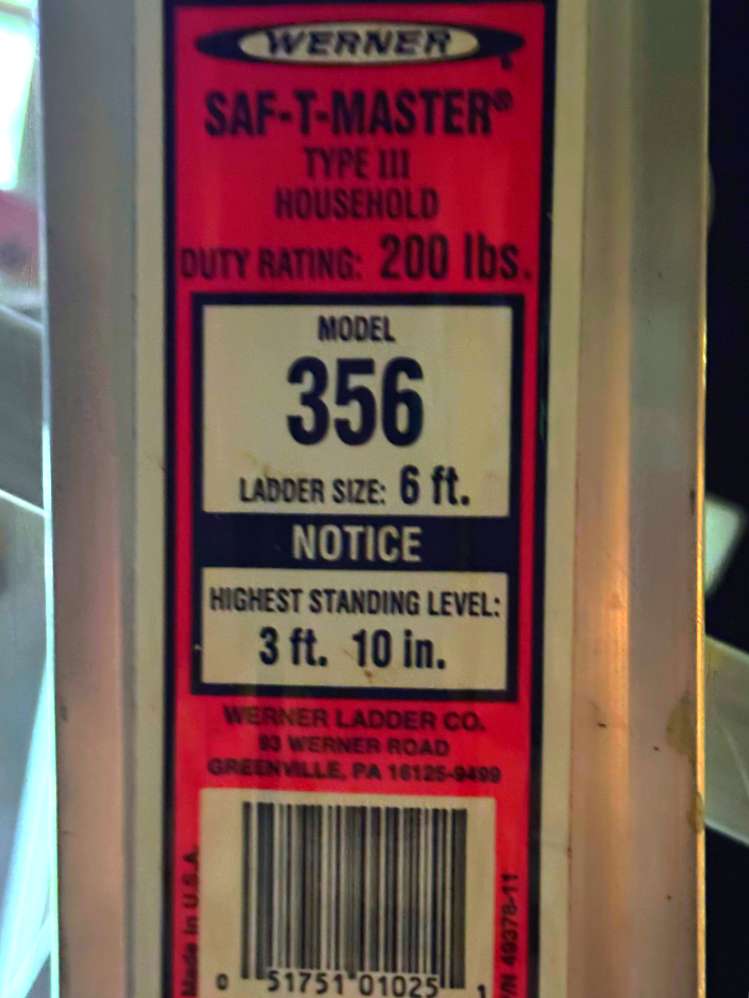 WERNER
SAF-T-MASTER®
TYPE III
HOUSEHOLD
DUTY RATING: 200 lbs.
MODEL
356
LADDER SIZE: 6 ft.
NOTICE
HIGHEST STANDING LEVEL:
3 ft. 10 in.
WERNER LADDER CO.
93 WERNER ROAD
GREENVILLE, PA 16125-9499
Made in U.S.A.
P/N 49378-11
0 51751 01025 1